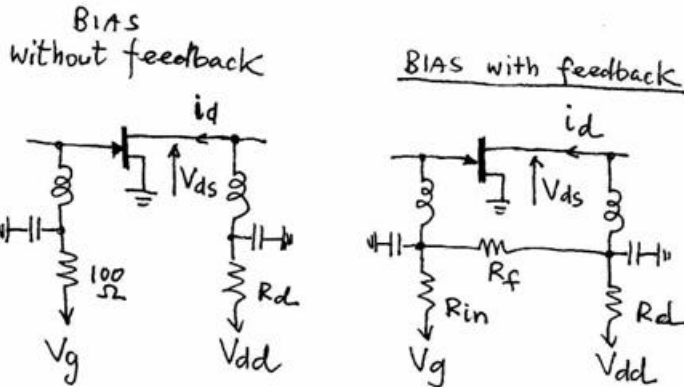 BIAS
without feedback
id
Vds
100
Ω
Rd
Vg
Vdd
BIAS with feedback
id
Vds
Rf
Rin
Rd
Vg
Vdd